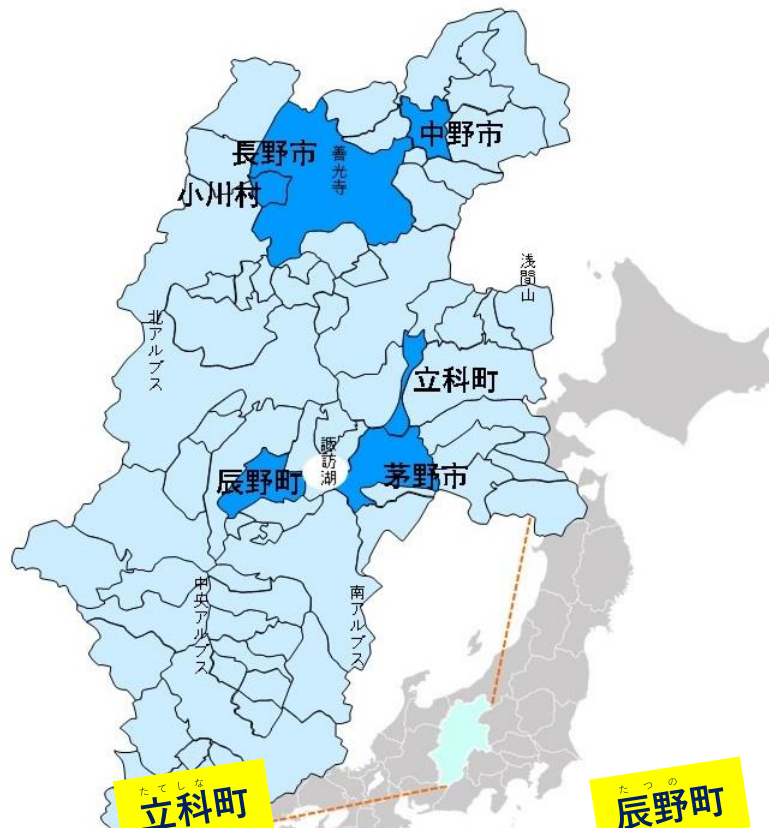 中野市
長野市
善光寺
小川村
浅間山
北アルプス
立科町
諏訪湖
茅野市
辰野町
中央アルプス
南アルプス
たてしな
立科町
たつの
辰野町